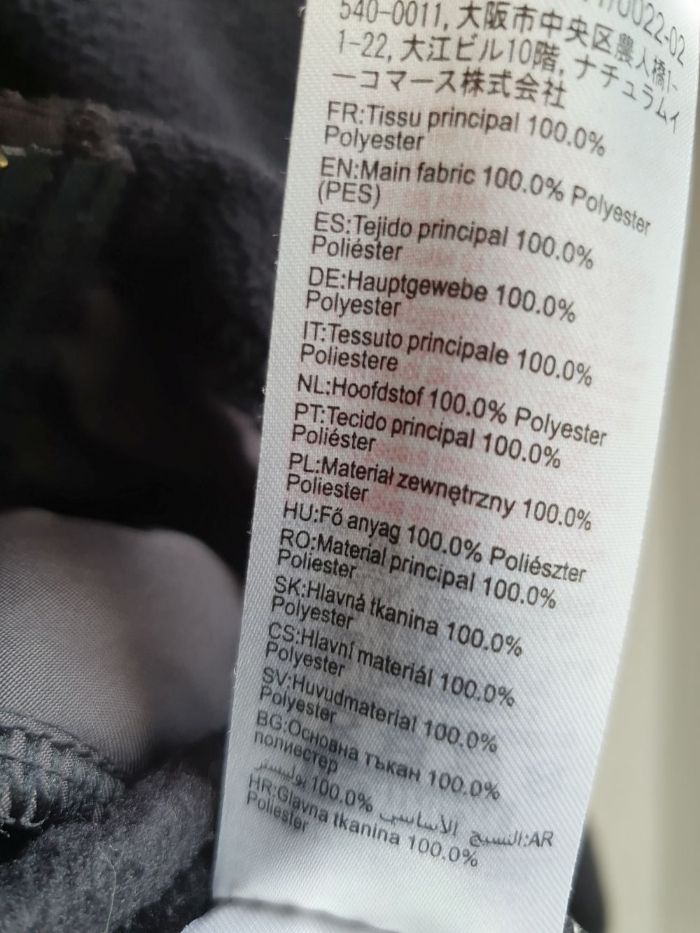 0022-02
540-0011, 大阪市中央区農人橋1-
1-22, 大江ビル10階, ナチュラムイ
ーコマース株式会社
FR:Tissu principal 100.0%
Polyester
EN:Main fabric 100.0% Polyester
(PES)
ES:Tejido principal 100.0%
Poliéster
DE:Hauptgewebe 100.0%
Polyester
IT:Tessuto principale 100.0%
Poliestere
NL:Hoofdstof 100.0% Polyester
PT:Tecido principal 100.0%
Poliéster
PL:Materiał zewnętrzny 100.0%
Poliester
HU:Fő anyag 100.0% Poliészter
RO:Material principal 100.0%
Poliester
SK:Hlavná tkanina 100.0%
Polyester
CS:Hlavní materiál 100.0%
Polyester
SV:Huvudmaterial 100.0%
Polyester
BG:Основна тъкан 100.0%
полиестер
AR:النسيج الأساسي 100.0% بوليستر
HR:Glavna tkanina 100.0%
Poliester